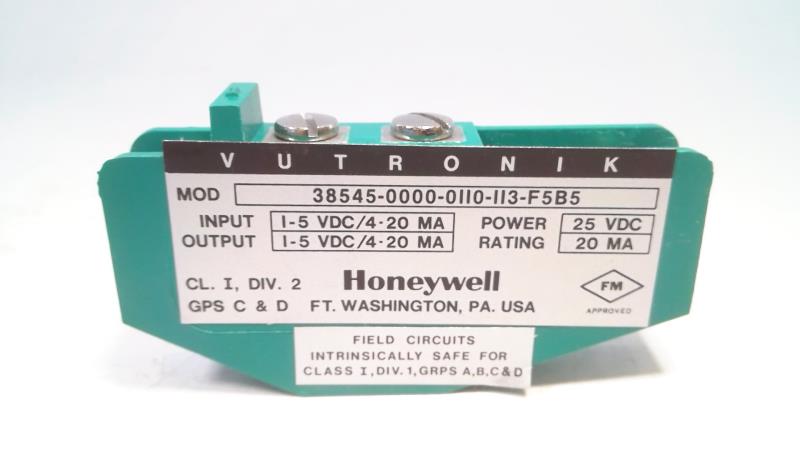 V U T R O N I K
MOD 38545-0000-0110-113-F5B5
INPUT 1-5 VDC/4-20 MA POWER 25 VDC
OUTPUT 1-5 VDC/4-20 MA RATING 20 MA
CL. I, DIV. 2 Honeywell FM
GPS C & D FT. WASHINGTON, PA. USA APPROVED
FIELD CIRCUITS
INTRINSICALLY SAFE FOR
CLASS I, DIV. 1, GRPS A,B,C & D